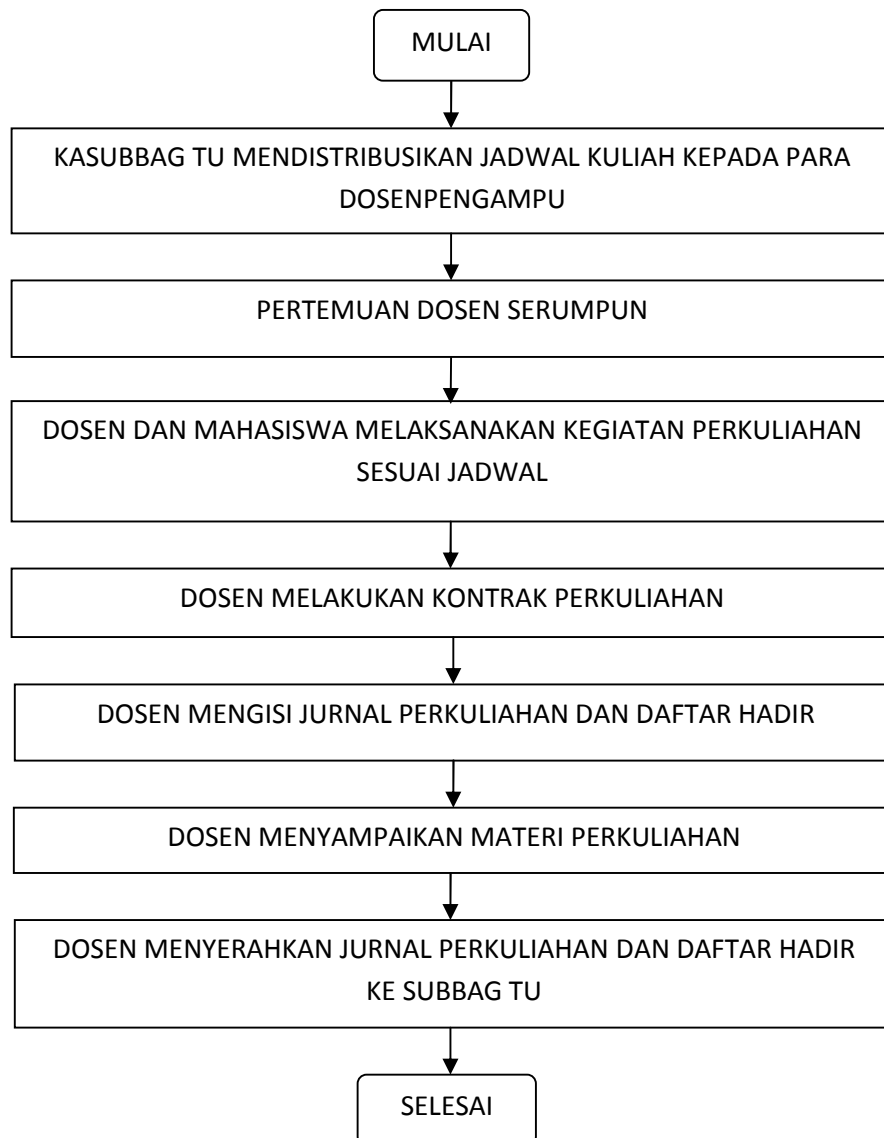 MULAI
KASUBBAG TU MENDISTRIBUSIKAN JADWAL KULIAH KEPADA PARA
DOSENPENGAMPU
PERTEMUAN DOSEN SERUMPUN
DOSEN DAN MAHASISWA MELAKSANAKAN KEGIATAN PERKULIAHAN
SESUAI JADWAL
DOSEN MELAKUKAN KONTRAK PERKULIAHAN
DOSEN MENGISI JURNAL PERKULIAHAN DAN DAFTAR HADIR
DOSEN MENYAMPAIKAN MATERI PERKULIAHAN
DOSEN MENYERAHKAN JURNAL PERKULIAHAN DAN DAFTAR HADIR
KE SUBBAG TU
SELESAI